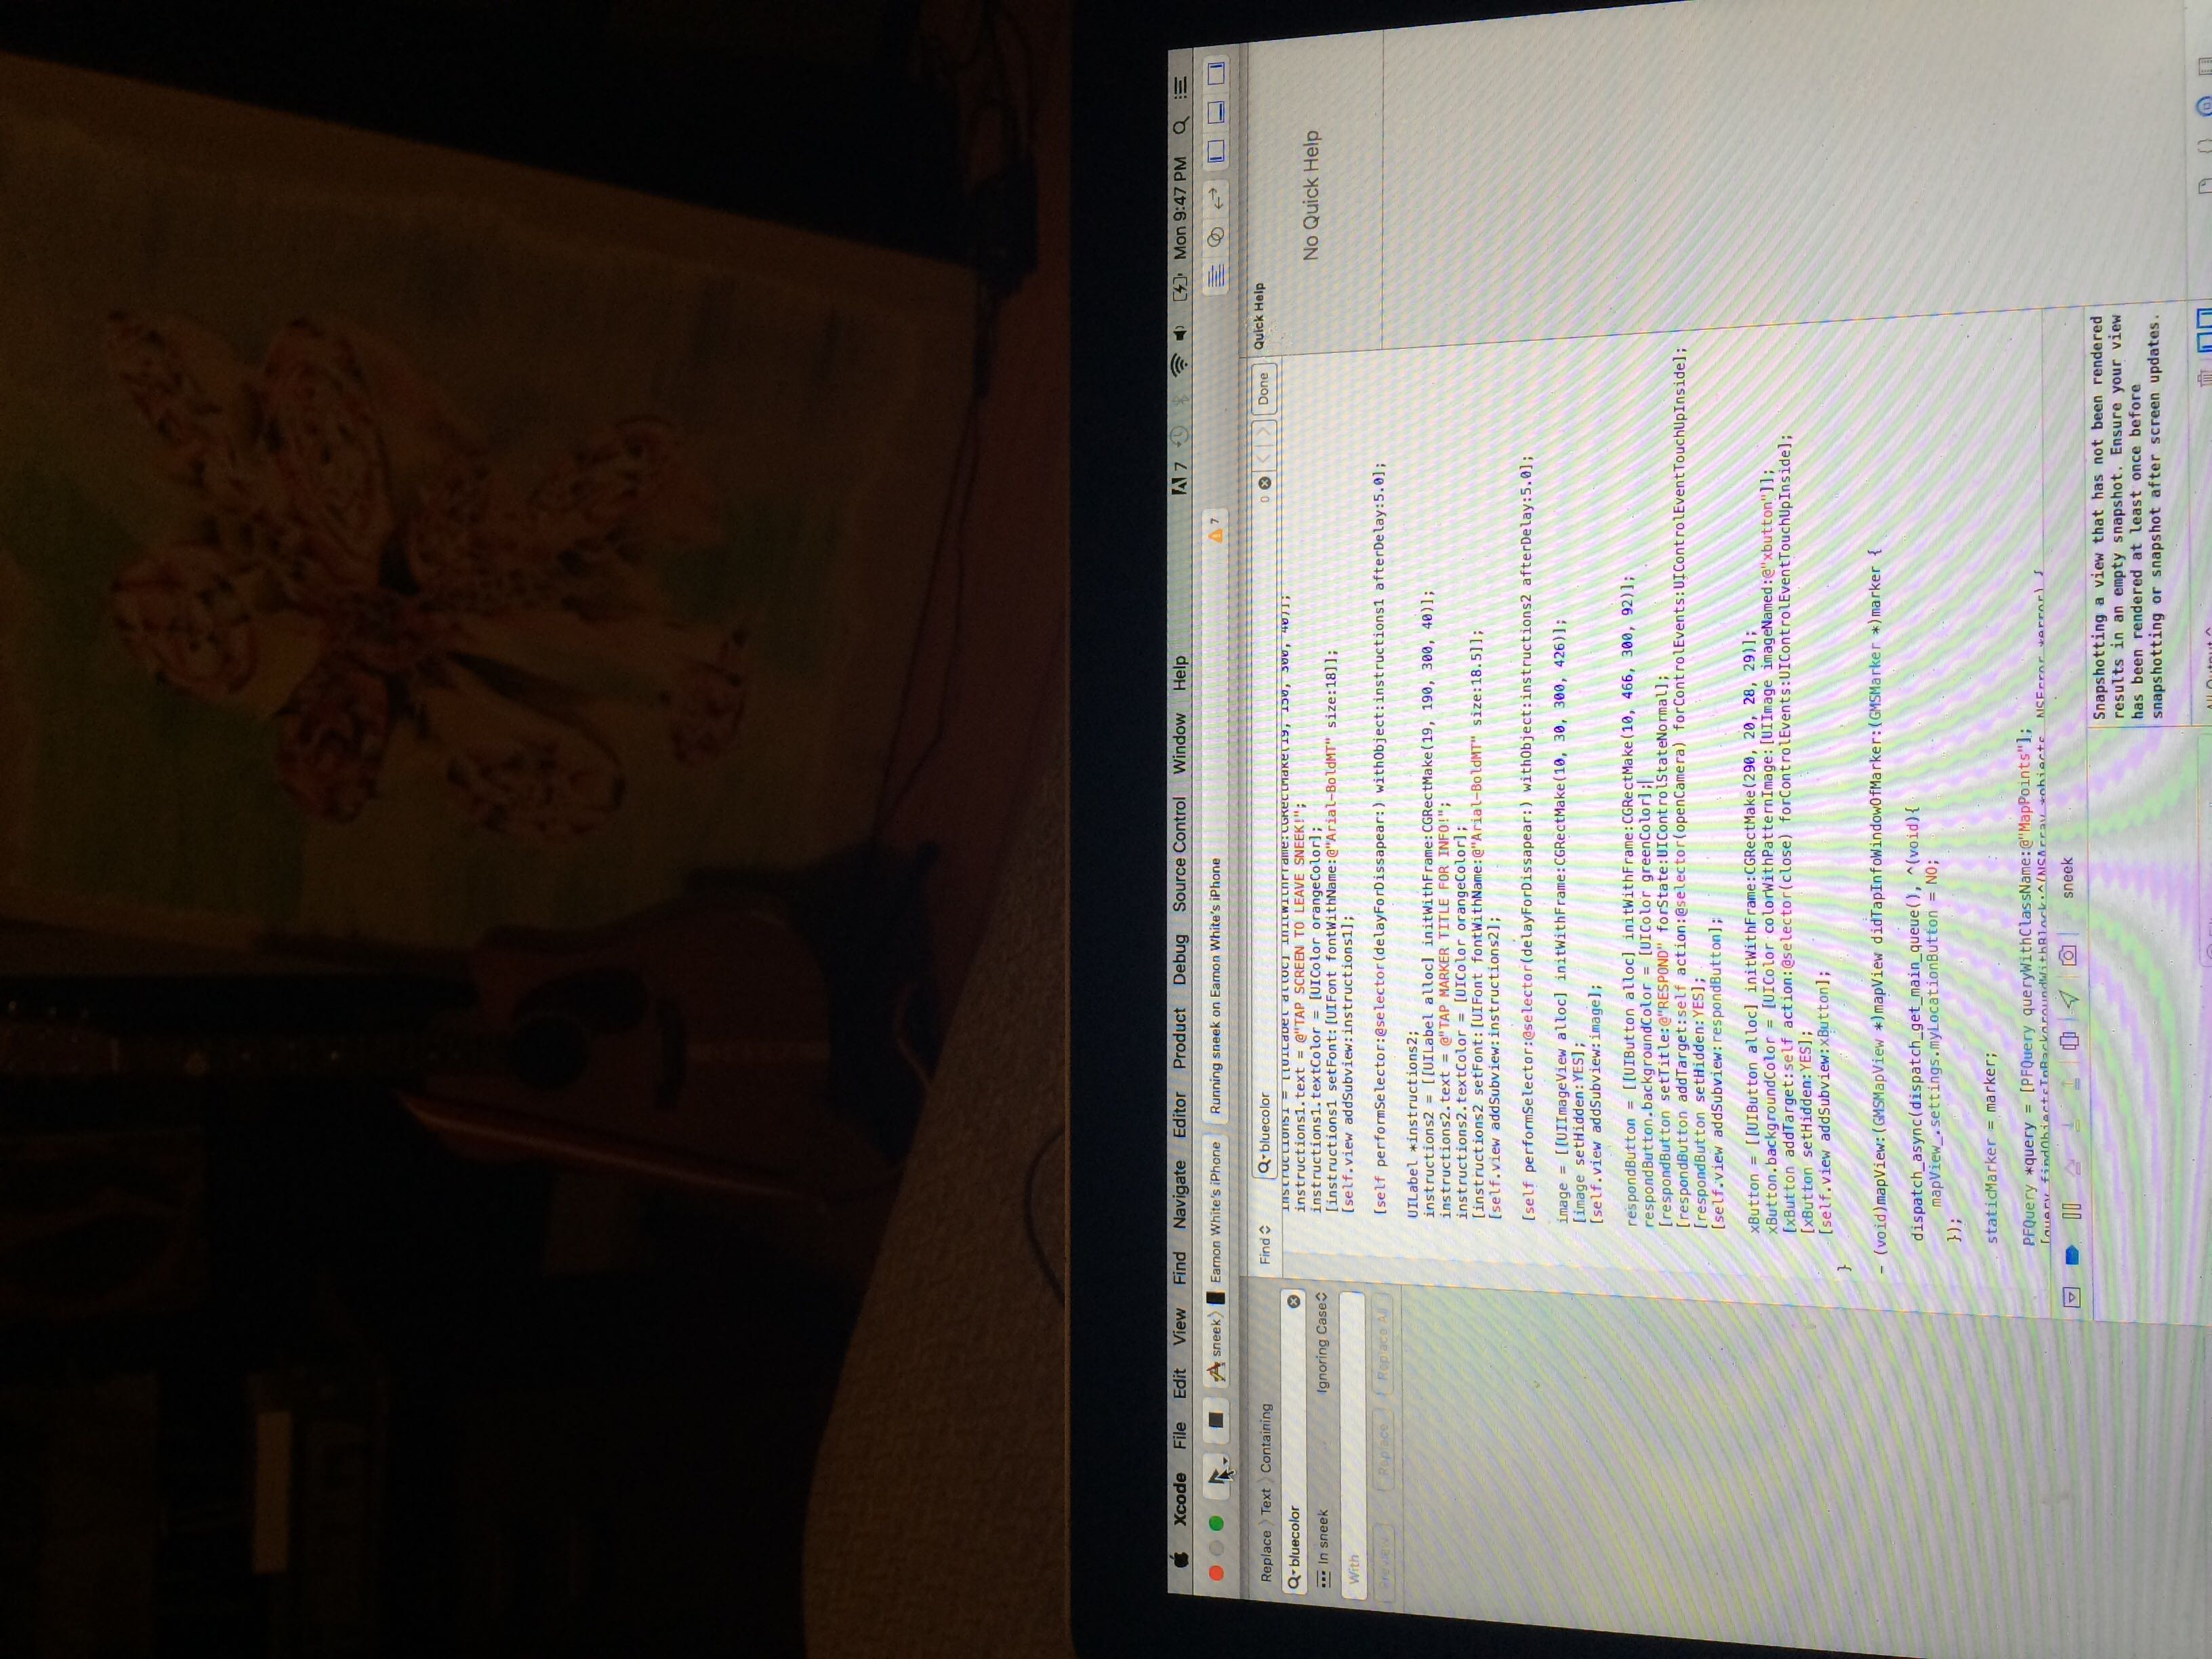 Xcode File Edit View Find Navigate Editor Product Debug Source Control Window Help 7 Mon 9:47 PM
sneek Eamon White's iPhone Running sneek on Eamon White's iPhone 7
Replace Text Containing Find bluecolor 0 Done Quick Help
bluecolor
In sneek Ignoring Case
With
Preview Replace Replace All
No Quick Help
instructions1 = [[UILabel alloc] initWithFrame:CGRectMake(19, 150, 300, 40)];
instructions1.text = @"TAP SCREEN TO LEAVE SNEEK!";
instructions1.textColor = [UIColor orangeColor];
[instructions1 setFont:[UIFont fontWithName:@"Arial-BoldMT" size:18]];
[self.view addSubview:instructions1];
[self performSelector:@selector(delayForDissapear:) withObject:instructions1 afterDelay:5.0];
UILabel *instructions2;
instructions2 = [[UILabel alloc] initWithFrame:CGRectMake(19, 190, 300, 40)];
instructions2.text = @"TAP MARKER TITLE FOR INFO!";
instructions2.textColor = [UIColor orangeColor];
[instructions2 setFont:[UIFont fontWithName:@"Arial-BoldMT" size:18.5]];
[self.view addSubview:instructions2];
[self performSelector:@selector(delayForDissapear:) withObject:instructions2 afterDelay:5.0];
image = [[UIImageView alloc] initWithFrame:CGRectMake(10, 30, 300, 426)];
[image setHidden:YES];
[self.view addSubview:image];
respondButton = [[UIButton alloc] initWithFrame:CGRectMake(10, 466, 300, 92)];
respondButton.backgroundColor = [UIColor greenColor];
[respondButton setTitle:@"RESPOND" forState:UIControlStateNormal];
[respondButton addTarget:self action:@selector(openCamera) forControlEvents:UIControlEventTouchUpInside];
[respondButton setHidden:YES];
[self.view addSubview:respondButton];
xButton = [[UIButton alloc] initWithFrame:CGRectMake(290, 20, 28, 29)];
xButton.backgroundColor = [UIColor colorWithPatternImage:[UIImage imageNamed:@"xbutton"]];
[xButton addTarget:self action:@selector(close) forControlEvents:UIControlEventTouchUpInside];
[xButton setHidden:YES];
[self.view addSubview:xButton];
}
- (void)mapView:(GMSMapView *)mapView didTapInfoWindowOfMarker:(GMSMarker *)marker {
dispatch_async(dispatch_get_main_queue(), ^(void){
mapView_.settings.myLocationButton = NO;
});
staticMarker = marker;
PFQuery *query = [PFQuery queryWithClassName:@"MapPoints"];
[query findObjectsInBackgroundWithBlock:^(NSArray *objects, NSError *error) {
sneek
Snapshotting a view that has not been rendered
results in an empty snapshot. Ensure your view
has been rendered at least once before
snapshotting or snapshot after screen updates.
All Output